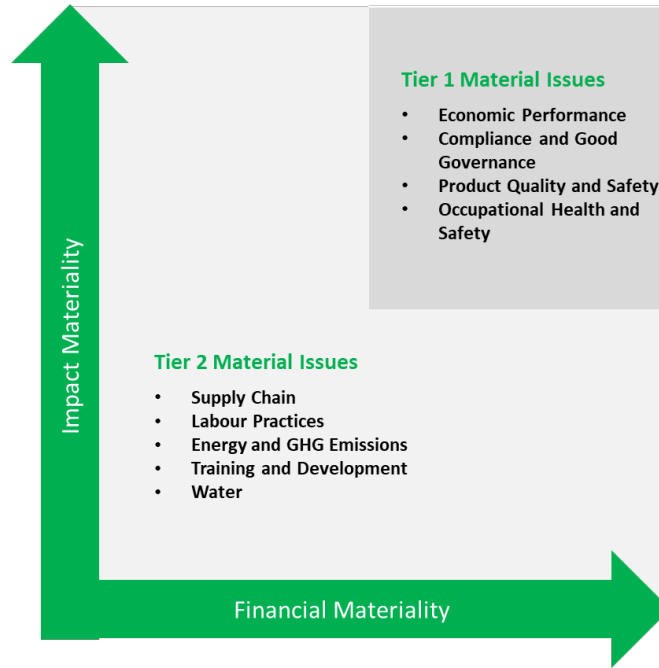 Tier 1 Material Issues
• Economic Performance
• Compliance and Good
Governance
• Product Quality and Safety
• Occupational Health and
Safety
Impact Materiality
Tier 2 Material Issues
• Supply Chain
• Labour Practices
• Energy and GHG Emissions
• Training and Development
• Water
Financial Materiality